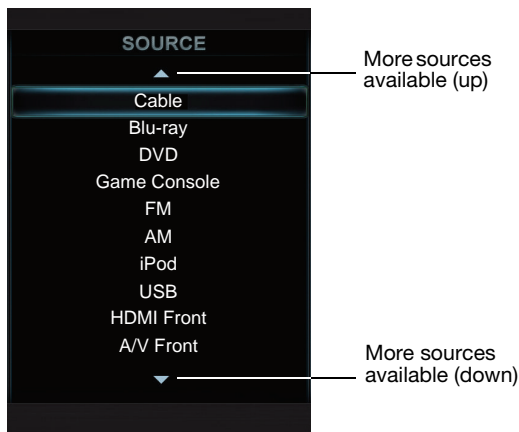 SOURCE
More sources
available (up)
Cable
Blu-ray
DVD
Game Console
FM
AM
iPod
USB
HDMI Front
A/V Front
More sources
available (down)